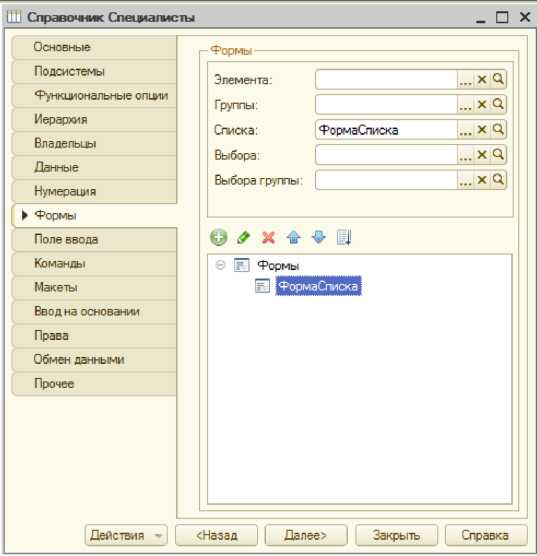 Справочник Специалисты
Основные
Подсистемы
Функциональные опции
Иерархия
Владельцы
Данные
Нумерация
Формы
Поле ввода
Команды
Макеты
Ввод на основании
Права
Обмен данными
Прочее
Формы
Элемента:
Группы:
Списка: ФормаСписка
Выбора:
Выбора группы:
Формы
ФормаСписка
Действия
<Назад
Далее>
Закрыть
Справка